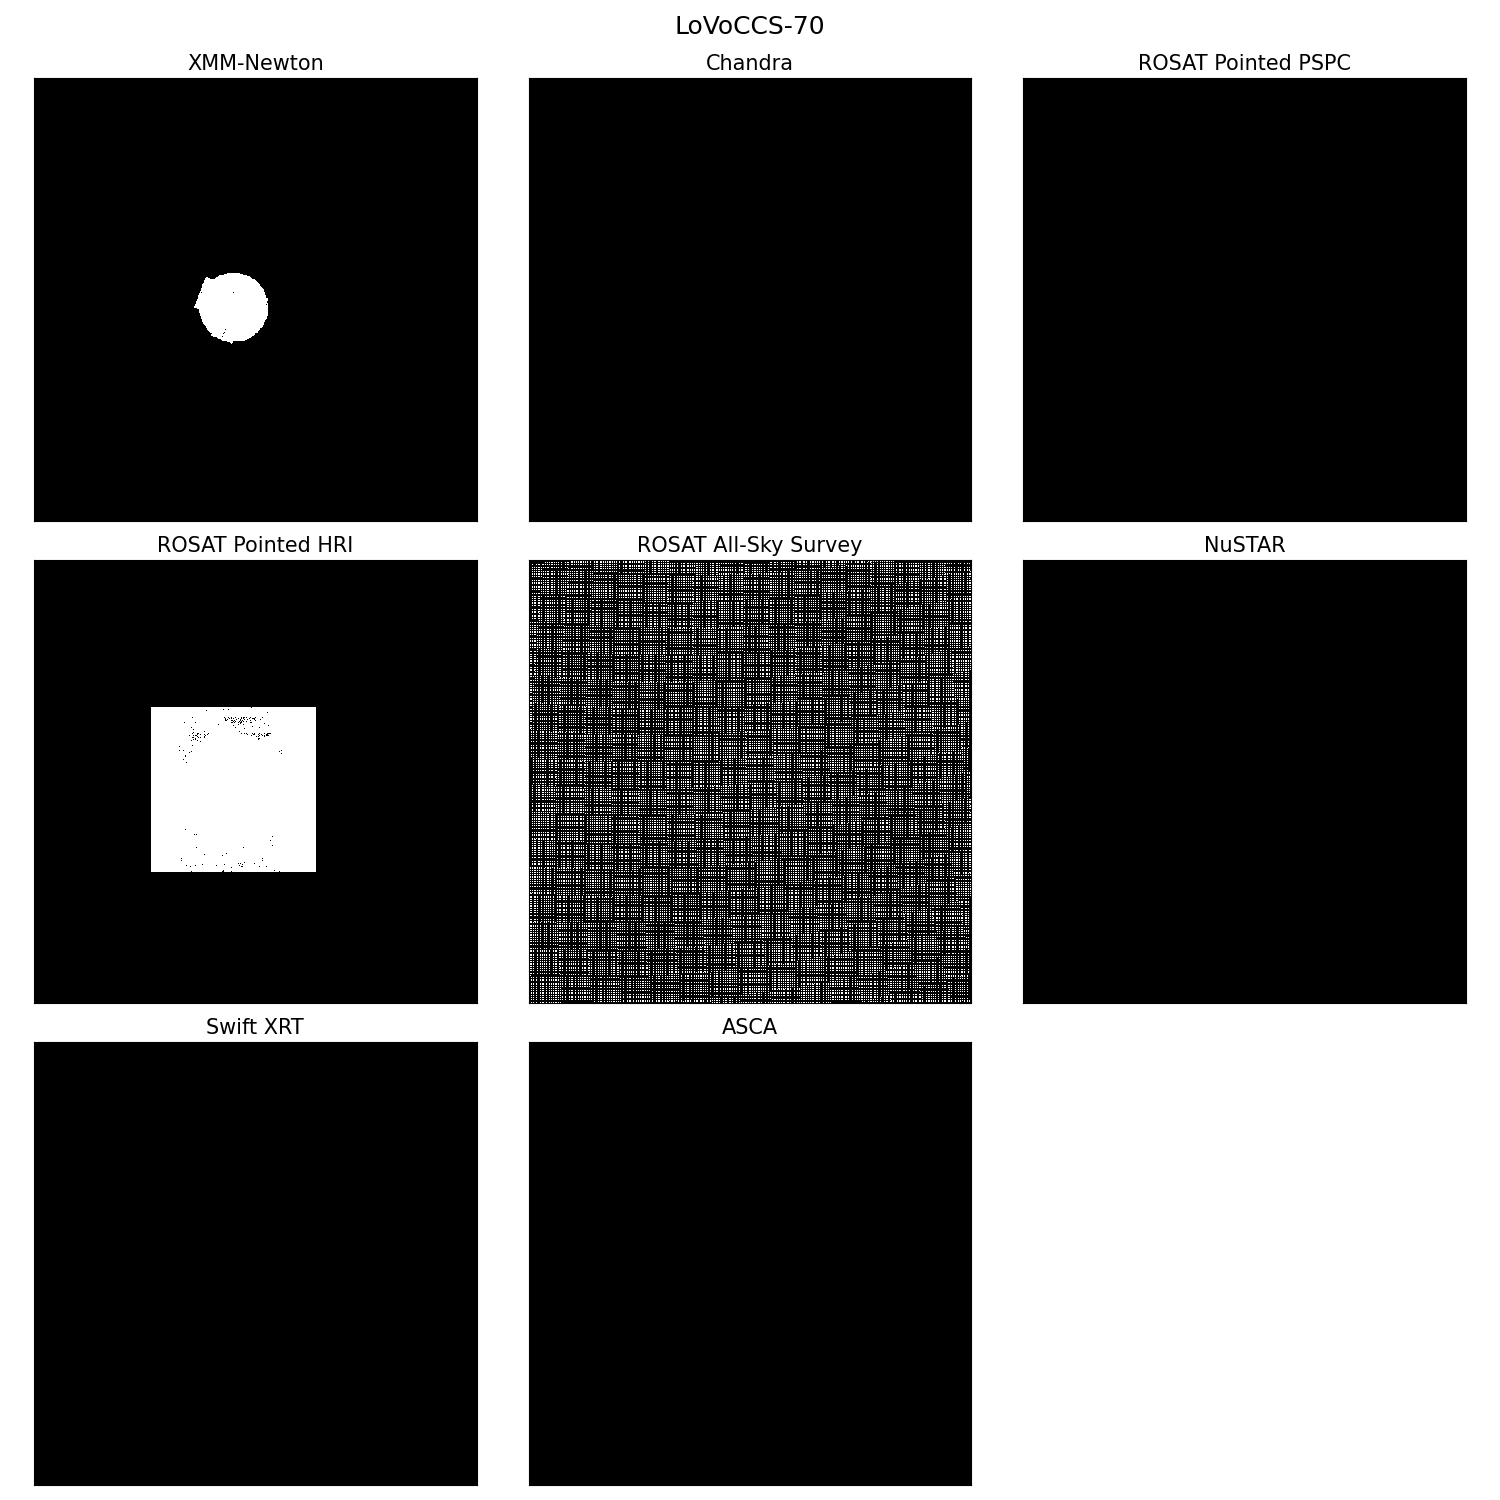 LoVoCCS-70
XMM-Newton
Chandra
ROSAT Pointed PSPC
ROSAT Pointed HRI
ROSAT All-Sky Survey
NuSTAR
Swift XRT
ASCA